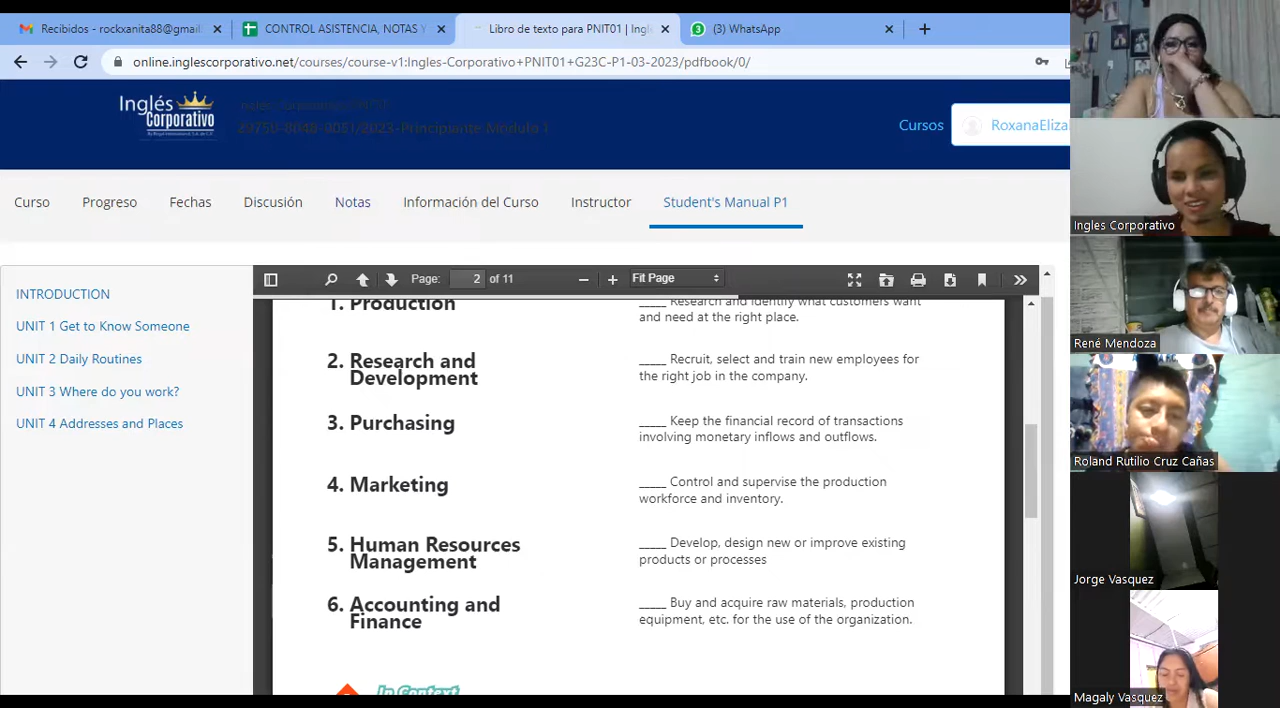 Recibidos - rockxanita88@gmail
CONTROL ASISTENCIA, NOTAS Y
Libro de texto para PNIT01 | Ingl
(3) WhatsApp
online.inglescorporativo.net/courses/course-v1:Ingles-Corporativo+PNIT01+G23C-P1-03-2023/pdfbook/0/
Inglés
Corporativo
Cursos
RoxanaEliza
Curso
Progreso
Fechas
Discusión
Notas
Información del Curso
Instructor
Student's Manual P1
INTRODUCTION
UNIT 1 Get to Know Someone
UNIT 2 Daily Routines
UNIT 3 Where do you work?
UNIT 4 Addresses and Places
Page: 2 of 11
Fit Page
1. Production
_____ Research and identify what customers want
and need at the right place.
2. Research and
Development
_____ Recruit, select and train new employees for
the right job in the company.
3. Purchasing
_____ Keep the financial record of transactions
involving monetary inflows and outflows.
4. Marketing
_____ Control and supervise the production
workforce and inventory.
5. Human Resources
Management
_____ Develop, design new or improve existing
products or processes
6. Accounting and
Finance
_____ Buy and acquire raw materials, production
equipment, etc. for the use of the organization.
In Context
Ingles Corporativo
René Mendoza
Roland Rutilio Cruz Cañas
Jorge Vasquez
Magaly Vasquez